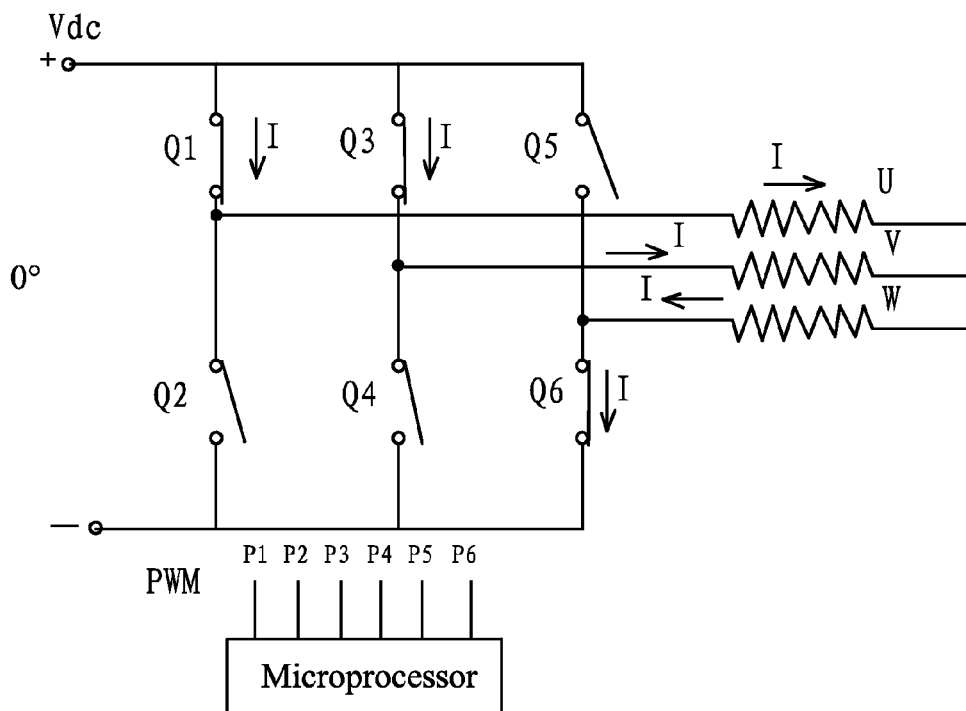 Vdc
+
Q1
I
Q3
I
Q5
I
U
I
V
0°
I
W
Q2
Q4
Q6
I
—
P1 P2 P3 P4 P5 P6
PWM
Microprocessor